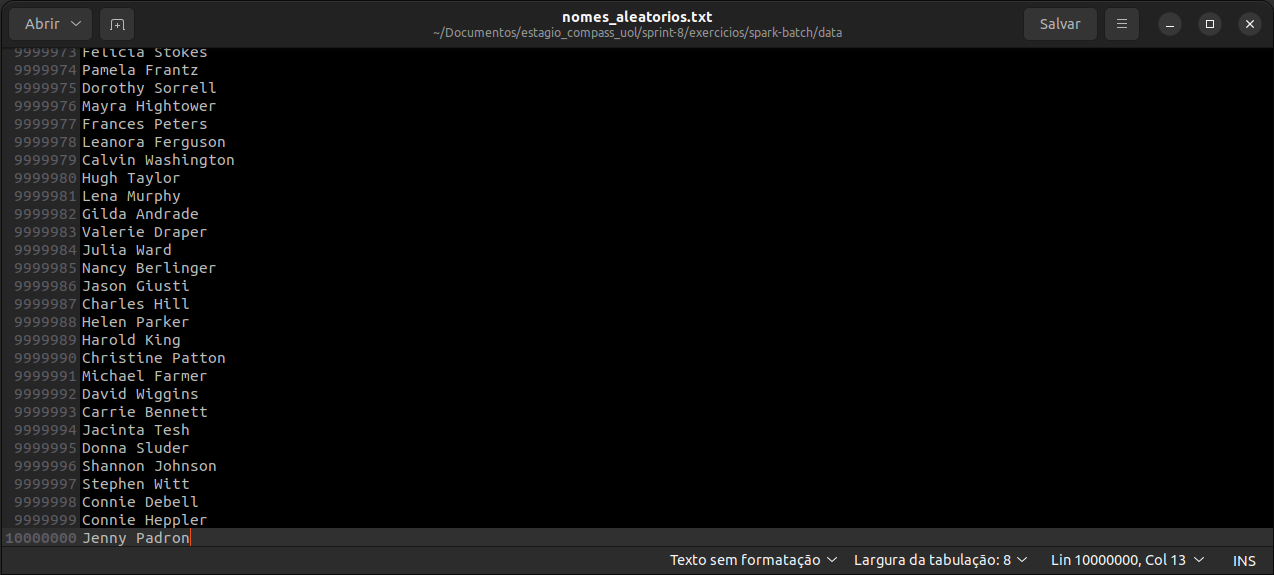 Abrir
nomes_aleatorios.txt
~/Documentos/estagio_compass_uol/sprint-8/exercicios/spark-batch/data
Salvar
9999973 Felicia Stokes
9999974 Pamela Frantz
9999975 Dorothy Sorrell
9999976 Mayra Hightower
9999977 Frances Peters
9999978 Leanora Ferguson
9999979 Calvin Washington
9999980 Hugh Taylor
9999981 Lena Murphy
9999982 Gilda Andrade
9999983 Valerie Draper
9999984 Julia Ward
9999985 Nancy Berlinger
9999986 Jason Giusti
9999987 Charles Hill
9999988 Helen Parker
9999989 Harold King
9999990 Christine Patton
9999991 Michael Farmer
9999992 David Wiggins
9999993 Carrie Bennett
9999994 Jacinta Tesh
9999995 Donna Sluder
9999996 Shannon Johnson
9999997 Stephen Witt
9999998 Connie Debell
9999999 Connie Heppler
10000000 Jenny Padron
Texto sem formatação Largura da tabulação: 8 Lin 10000000, Col 13 INS